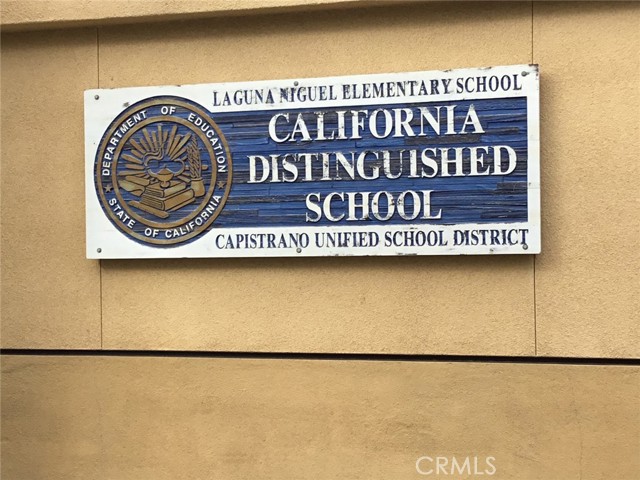 LAGUNA NIGUEL ELEMENTARY SCHOOL
DEPARTMENT OF EDUCATION
STATE OF CALIFORNIA
CALIFORNIA
DISTINGUISHED
SCHOOL
CAPISTRANO UNIFIED SCHOOL DISTRICT
CRMLS